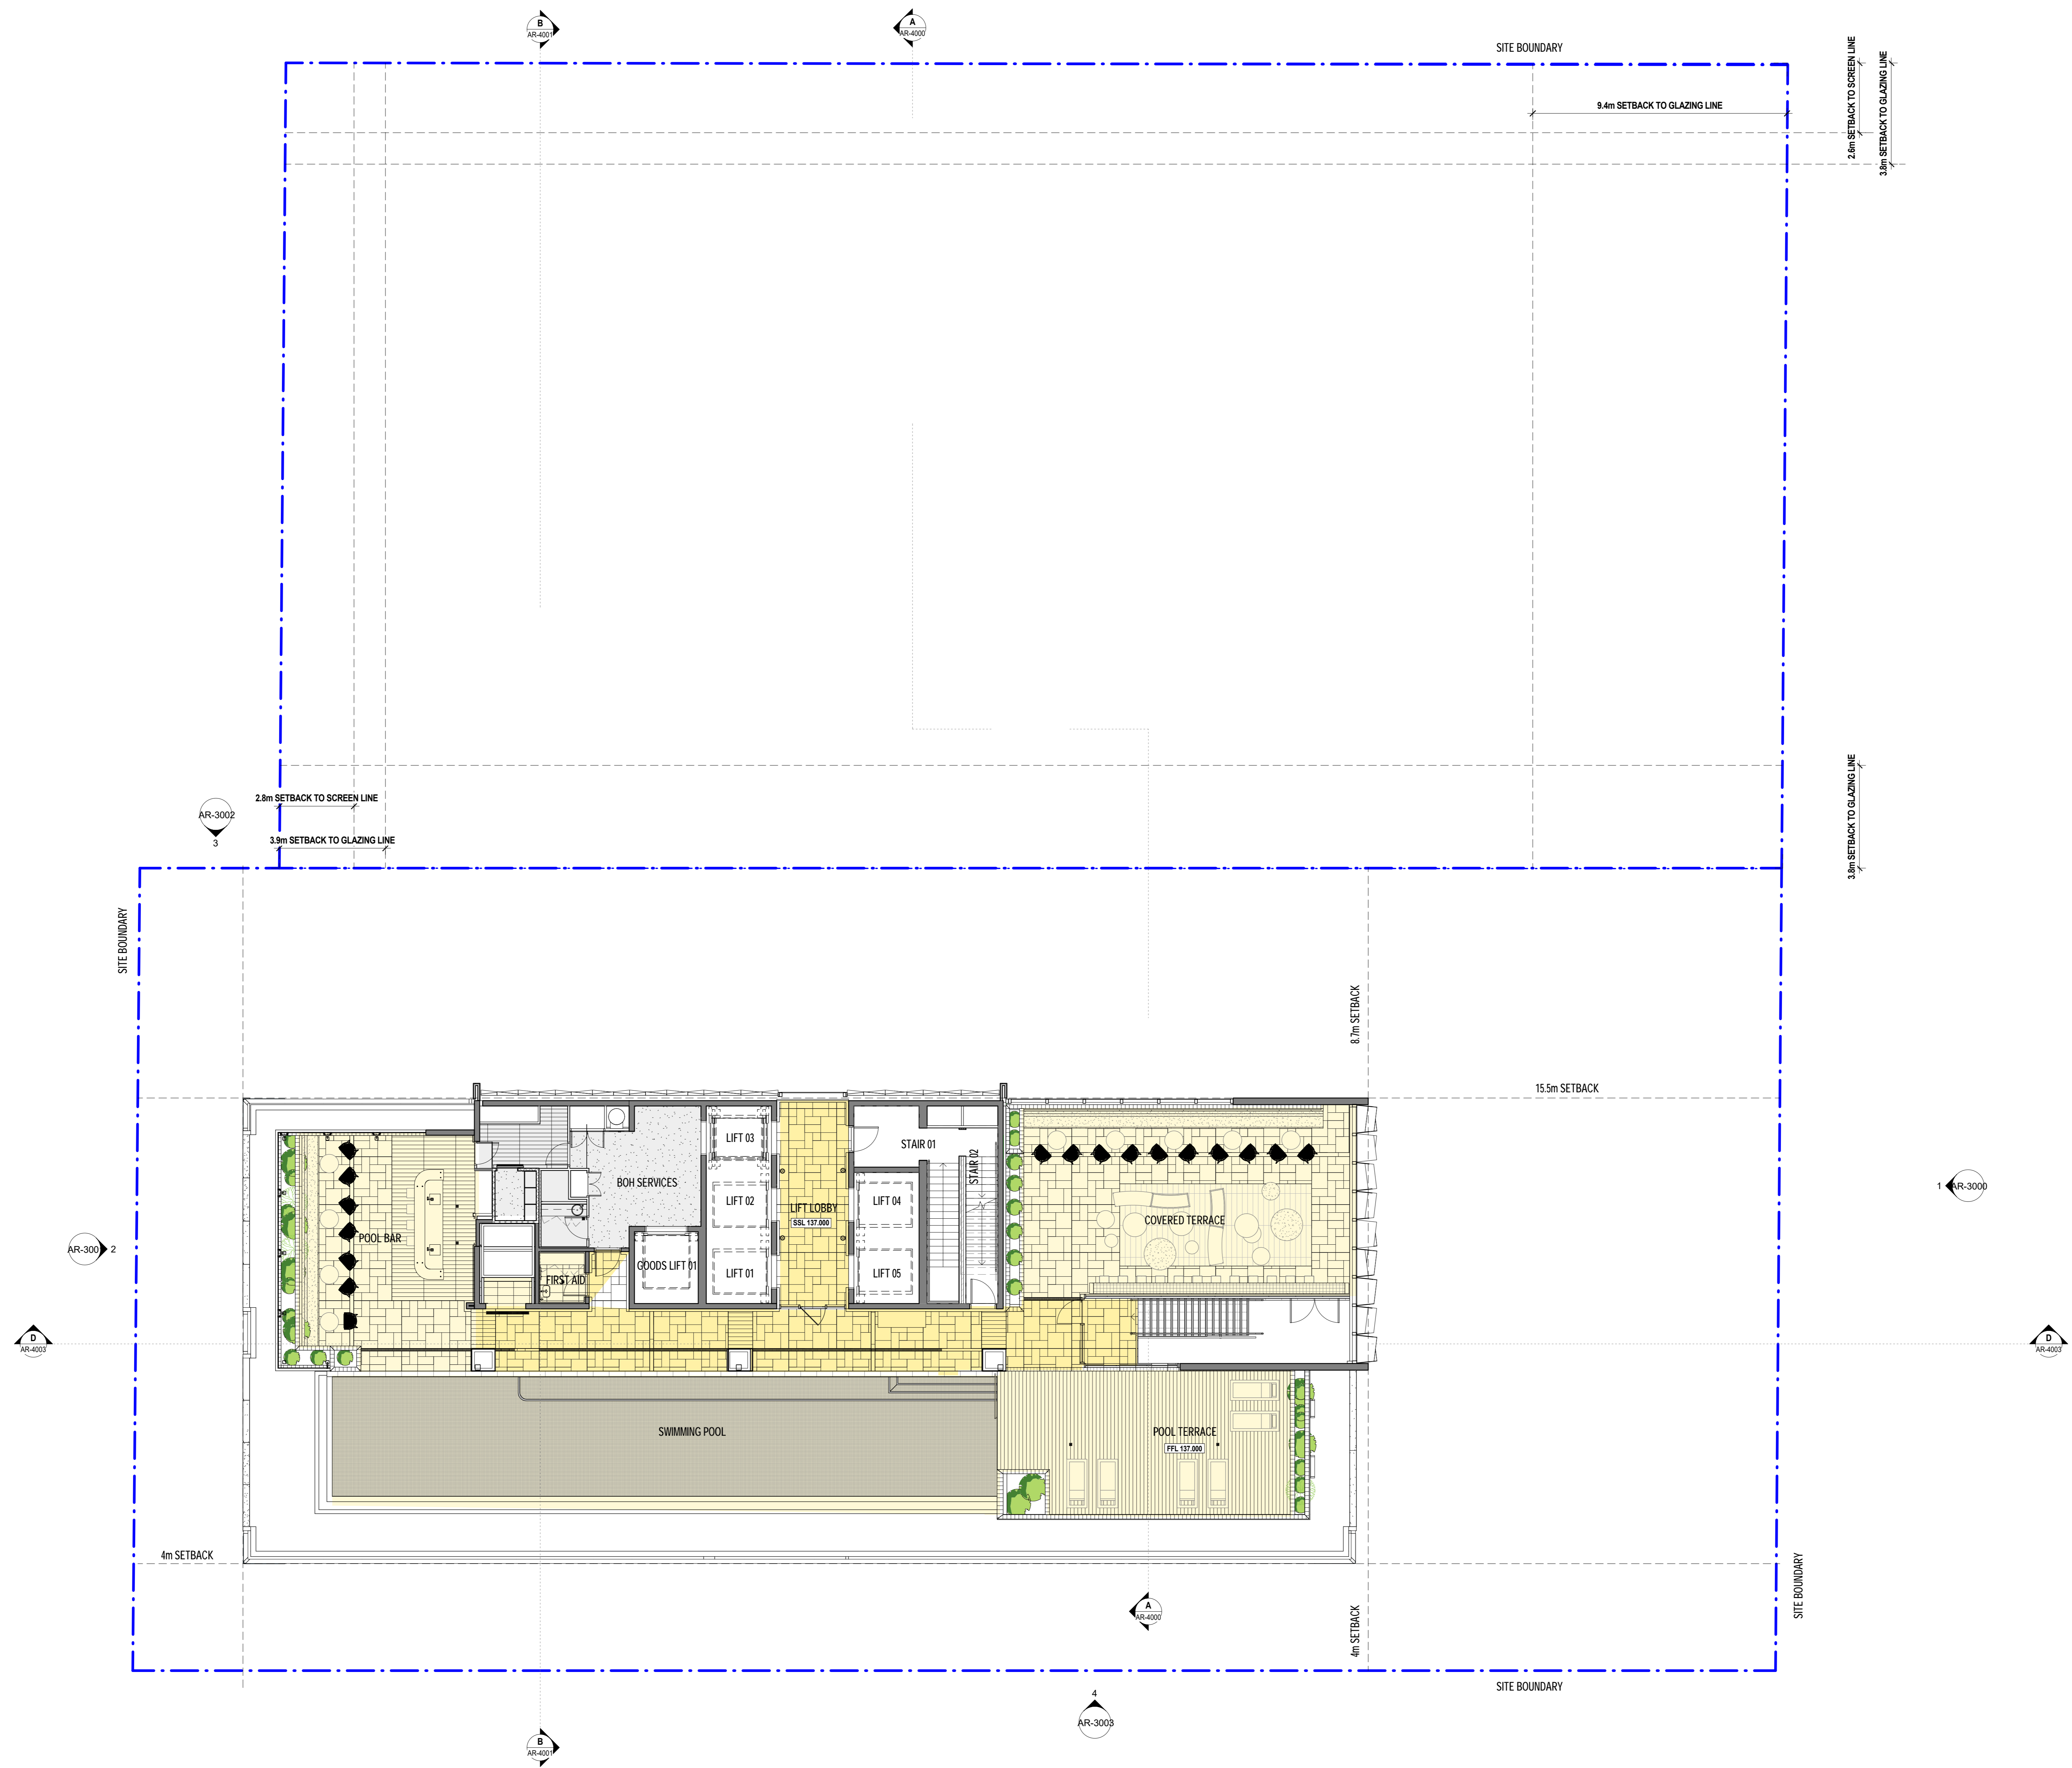 B
AR-4001
A
AR-4000
SITE BOUNDARY
2.6m SETBACK TO SCREEN LINE
3.8m SETBACK TO GLAZING LINE
9.4m SETBACK TO GLAZING LINE
2.8m SETBACK TO SCREEN LINE
AR-3002
3
3.9m SETBACK TO GLAZING LINE
3.8m SETBACK TO GLAZING LINE
SITE BOUNDARY
8.7m SETBACK
15.5m SETBACK
LIFT 03
STAIR 01
STAIR 02
BOH SERVICES
1
AR-3000
LIFT 02
LIFT LOBBY
SSL 137.000
LIFT 04
COVERED TERRACE
POOL BAR
AR-300
2
GOODS LIFT 01
LIFT 01
LIFT 05
FIRST AID
D
AR-4003
D
AR-4003
SWIMMING POOL
POOL TERRACE
FFL 137.000
4m SETBACK
SITE BOUNDARY
A
AR-4000
4m SETBACK
SITE BOUNDARY
4
AR-3003
B
AR-4001